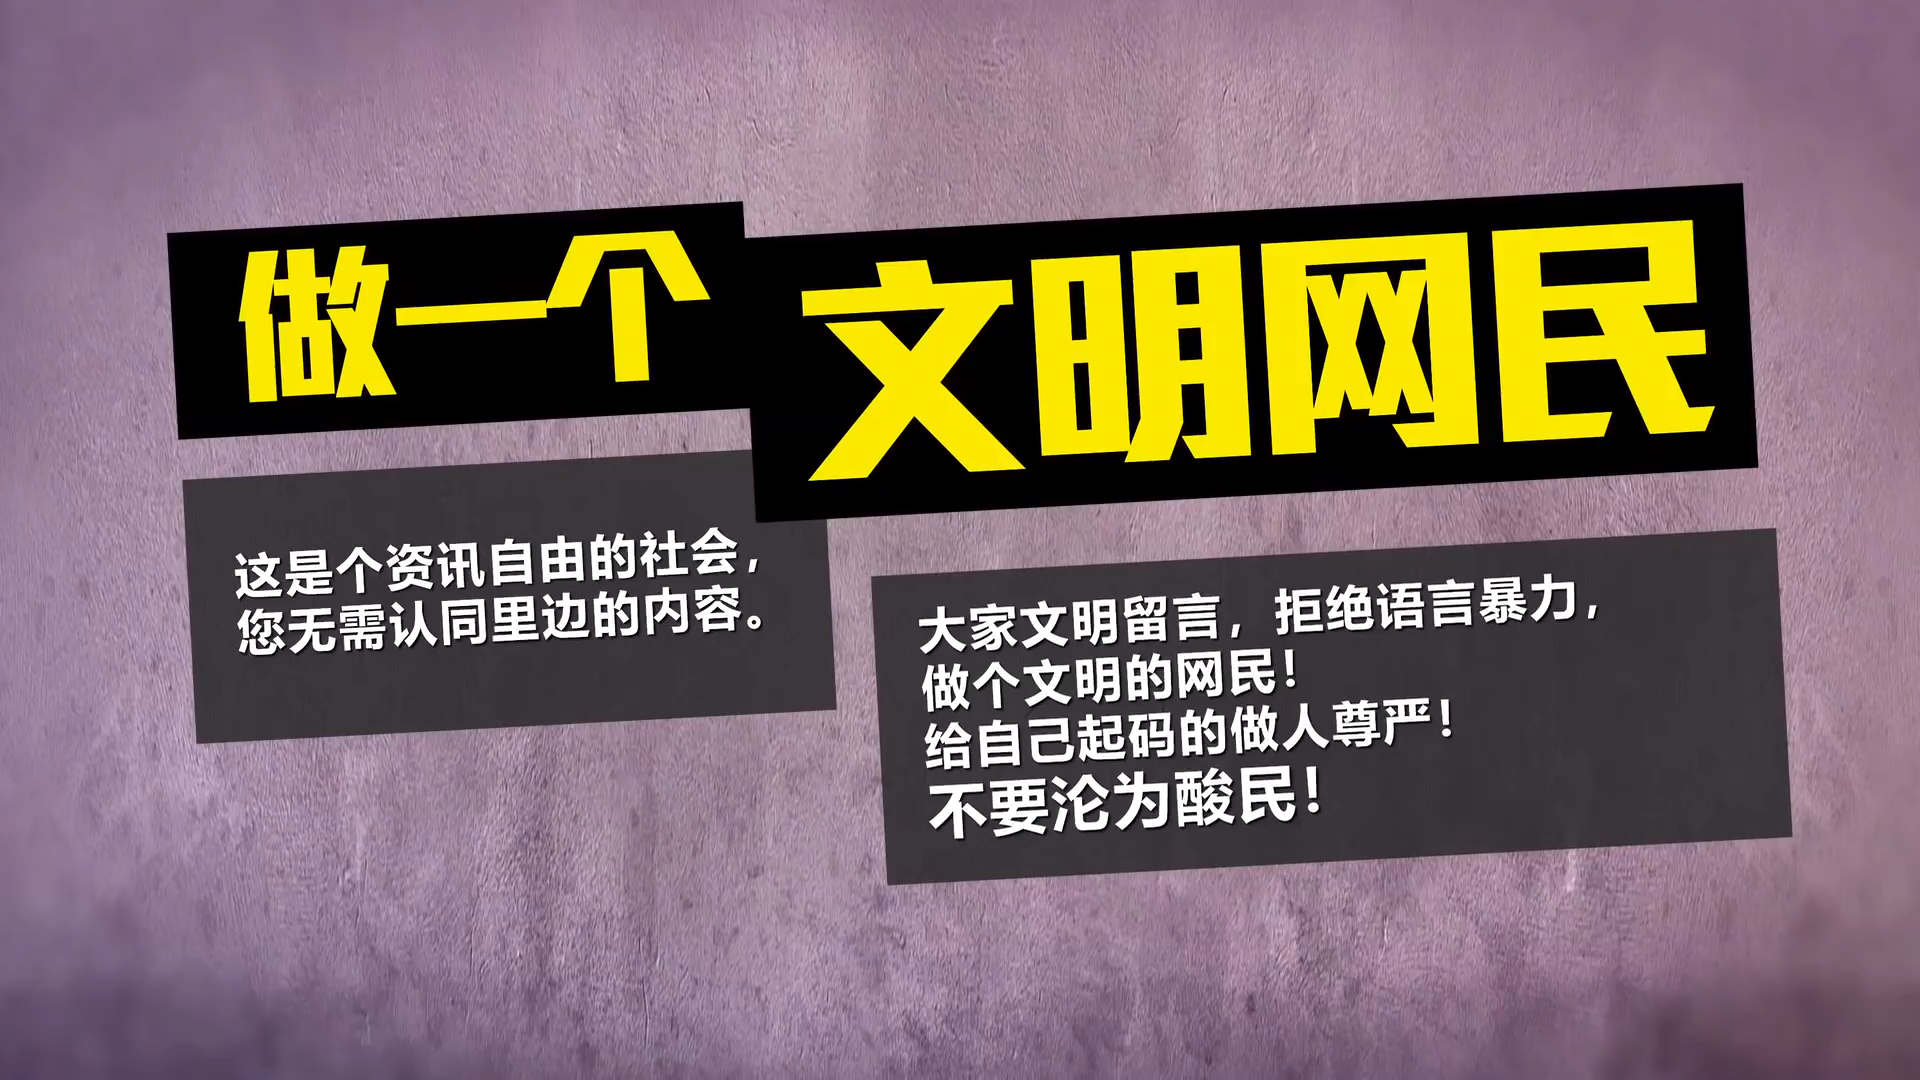 做一个
文明网民
这是个资讯自由的社会，
您无需认同里边的内容。
大家文明留言，拒绝语言暴力，
做个文明的网民！
给自己起码的做人尊严！
不要沦为酸民！